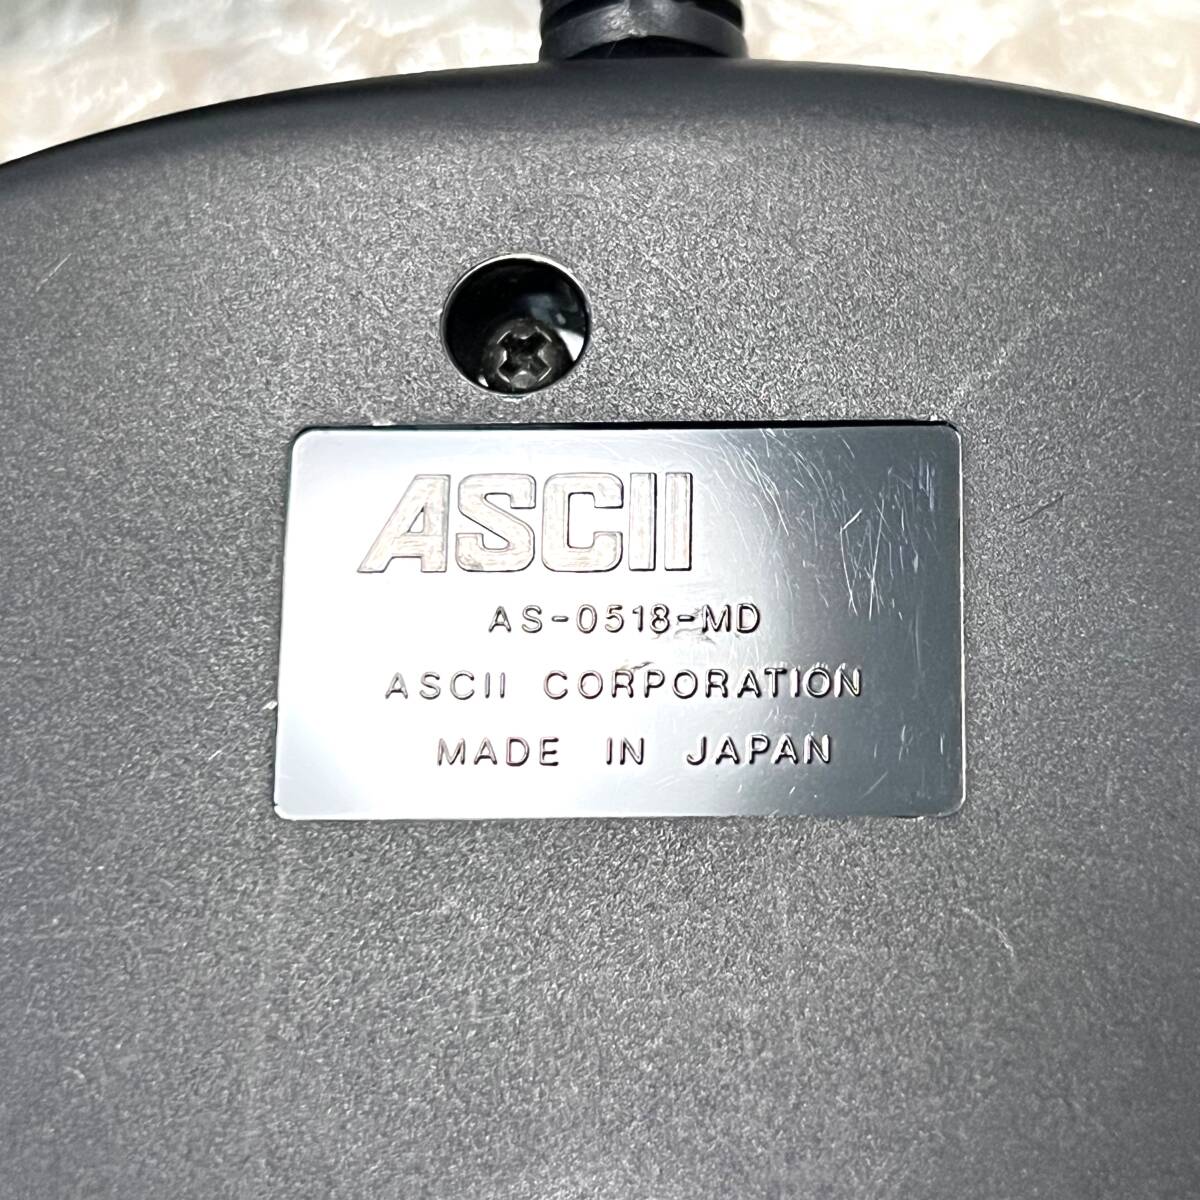 ASCII
AS-0518-MD
ASCII CORPORATION
MADE IN JAPAN